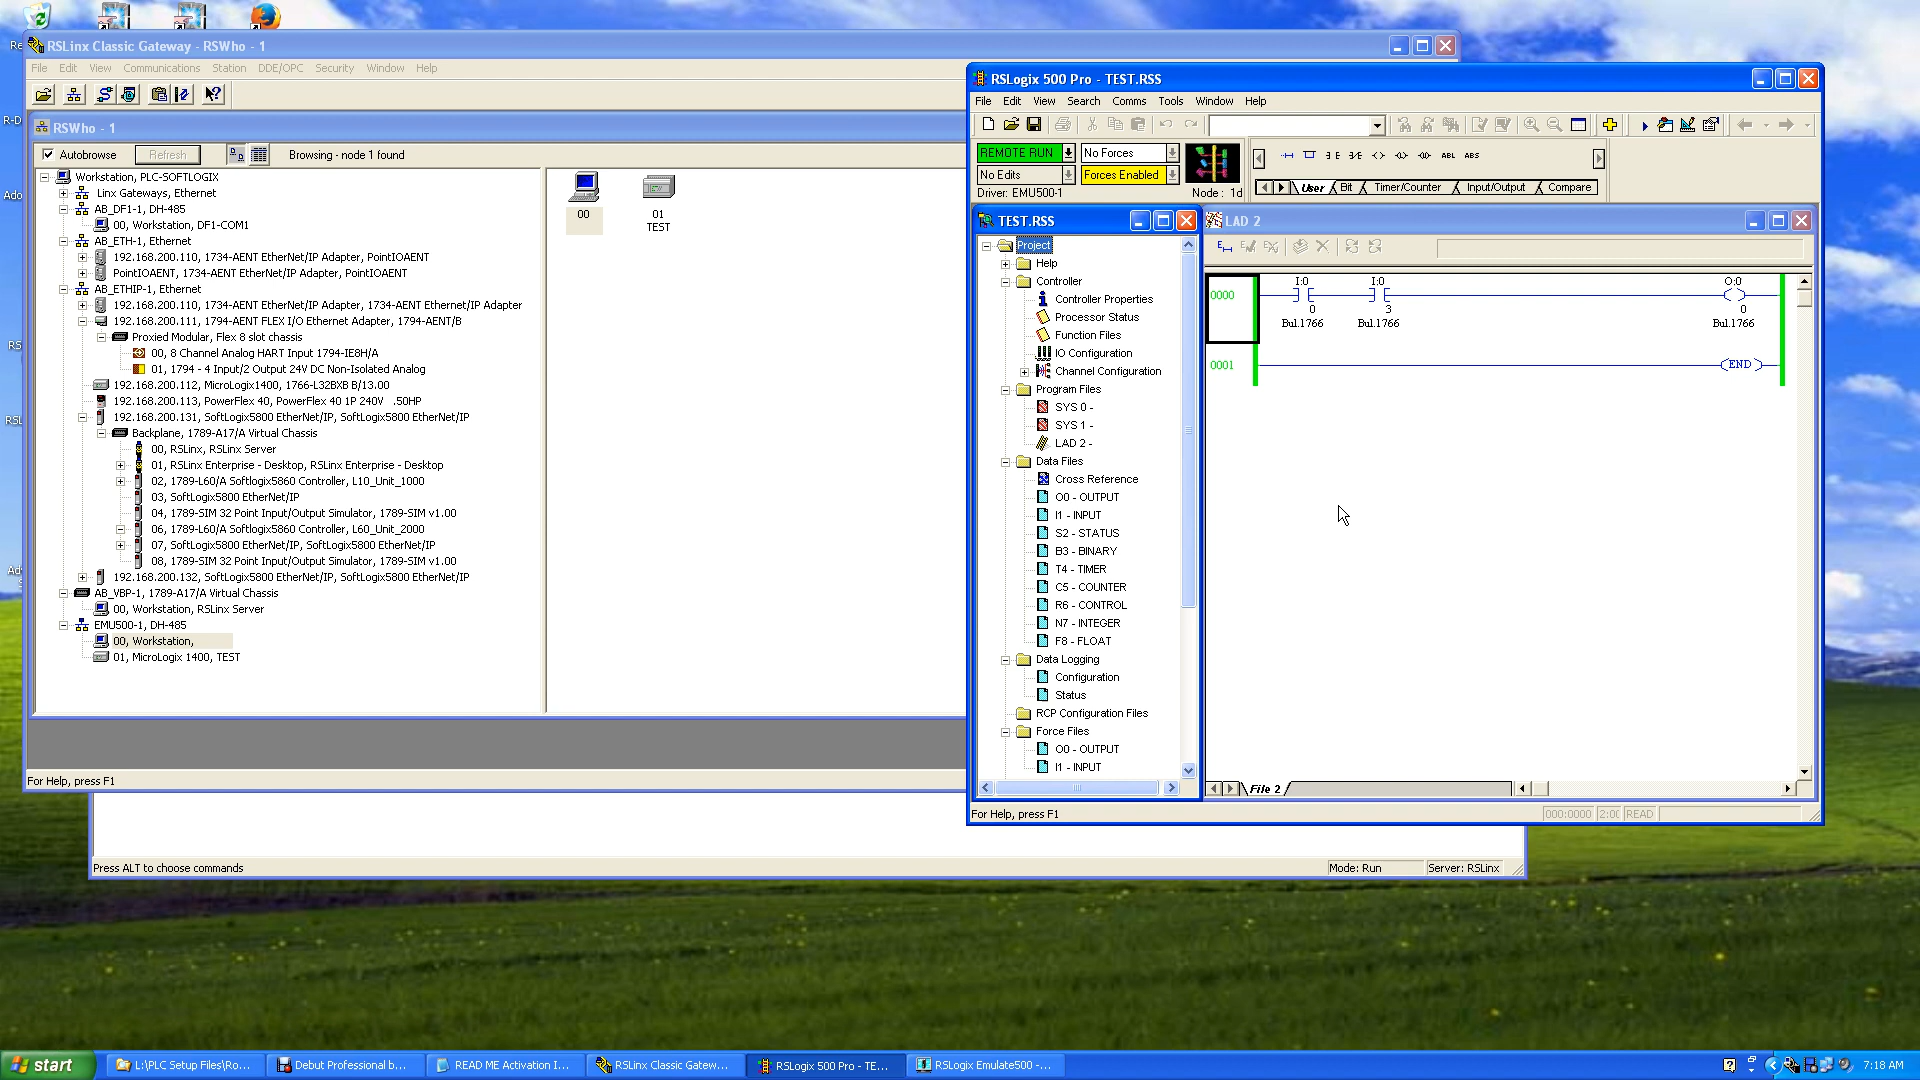 RSLinx Classic Gateway - RSWho - 1
File Edit View Communications Station DDE/OPC Security Window Help
RSWho - 1
Autobrowse Refresh Browsing - node 1 found
Workstation, PLC-SOFTLOGIX
Linx Gateways, Ethernet
AB_DF1-1, DH-485
00, Workstation, DF1-COM1
AB_ETH-1, Ethernet
192.168.200.110, 1734-AENT EtherNet/IP Adapter, PointIOAENT
PointIOAENT, 1734-AENT EtherNet/IP Adapter, PointIOAENT
AB_ETHIP-1, Ethernet
192.168.200.110, 1734-AENT EtherNet/IP Adapter, 1734-AENT Ethernet/IP Adapter
192.168.200.111, 1794-AENT FLEX I/O Ethernet Adapter, 1794-AENT/B
Proxied Modular, Flex 8 slot chassis
00, 8 Channel Analog HART Input 1794-IE8H/A
01, 1794 - 4 Input/2 Output 24V DC Non-Isolated Analog
192.168.200.112, MicroLogix1400, 1766-L32BXB B/13.00
192.168.200.113, PowerFlex 40, PowerFlex 40 1P 240V .50HP
192.168.200.131, SoftLogix5800 EtherNet/IP, SoftLogix5800 EtherNet/IP
Backplane, 1789-A17/A Virtual Chassis
00, RSLinx, RSLinx Server
01, RSLinx Enterprise - Desktop, RSLinx Enterprise - Desktop
02, 1789-L60/A Softlogix5860 Controller, L10_Unit_1000
03, SoftLogix5800 EtherNet/IP
04, 1789-SIM 32 Point Input/Output Simulator, 1789-SIM v1.00
06, 1789-L60/A Softlogix5860 Controller, L60_Unit_2000
07, SoftLogix5800 EtherNet/IP, SoftLogix5800 EtherNet/IP
08, 1789-SIM 32 Point Input/Output Simulator, 1789-SIM v1.00
192.168.200.132, SoftLogix5800 EtherNet/IP, SoftLogix5800 EtherNet/IP
AB_VBP-1, 1789-A17/A Virtual Chassis
00, Workstation, RSLinx Server
EMU500-1, DH-485
00, Workstation,
01, MicroLogix 1400, TEST
00 01
TEST
For Help, press F1
Press ALT to choose commands Mode: Run Server: RSLinx
RSLogix 500 Pro - TEST.RSS
File Edit View Search Comms Tools Window Help
REMOTE RUN No Forces
No Edits Forces Enabled
Driver: EMU500-1 Node : 1d
ABL ABS
User Bit Timer/Counter Input/Output Compare
TEST.RSS
Project
Help
Controller
Controller Properties
Processor Status
Function Files
IO Configuration
Channel Configuration
Program Files
SYS 0 -
SYS 1 -
LAD 2 -
Data Files
Cross Reference
O0 - OUTPUT
I1 - INPUT
S2 - STATUS
B3 - BINARY
T4 - TIMER
C5 - COUNTER
R6 - CONTROL
N7 - INTEGER
F8 - FLOAT
Data Logging
Configuration
Status
RCP Configuration Files
Force Files
O0 - OUTPUT
I1 - INPUT
LAD 2
I:0 I:0 O:0
0000
0 3 0
Bul.1766 Bul.1766 Bul.1766
0001 END
File 2
For Help, press F1 000:0000 2:00 READ
Re
R-D
Ado
RS
RSL
Ad
start L:\PLC Setup Files\Ro... Debut Professional b... READ ME Activation I... RSLinx Classic Gatew... RSLogix 500 Pro - TE... RSLogix Emulate500 -... 7:18 AM